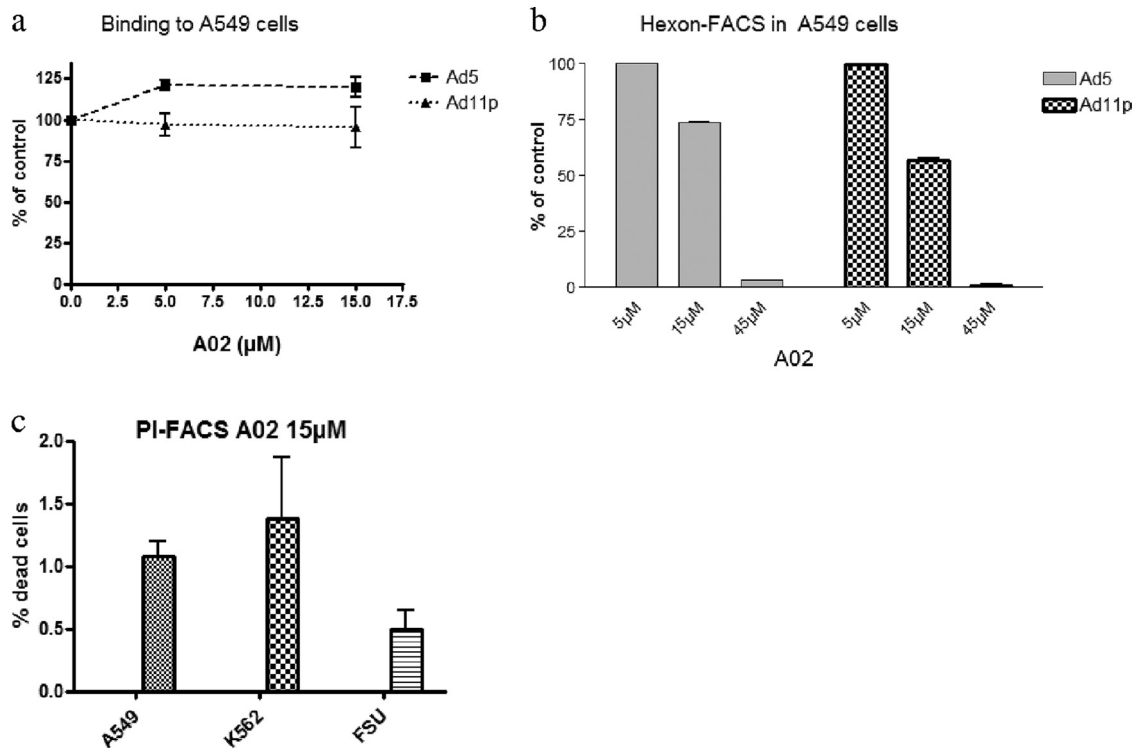 a
Binding to A549 cells
% of control
125
100
75
50
25
0
0.0 2.5 5.0 7.5 10.0 12.5 15.0 17.5
A02 (µM)
Ad5
Ad11p
b
Hexon-FACS in A549 cells
% of control
100
75
50
25
0
5µM 15µM 45µM 5µM 15µM 45µM
A02
Ad5
Ad11p
c
PI-FACS A02 15µM
% dead cells
2.0
1.5
1.0
0.5
0.0
A549 K562 FSU